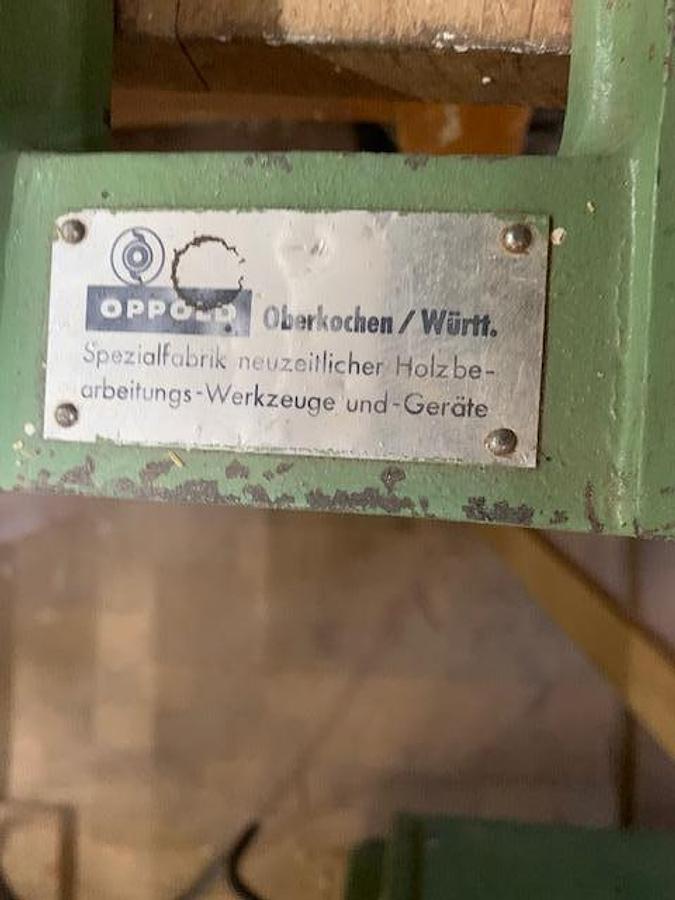 OPPOLD Oberkochen / Württ.
Spezialfabrik neuzeitlicher Holzbe-
arbeitungs-Werkzeuge und-Geräte